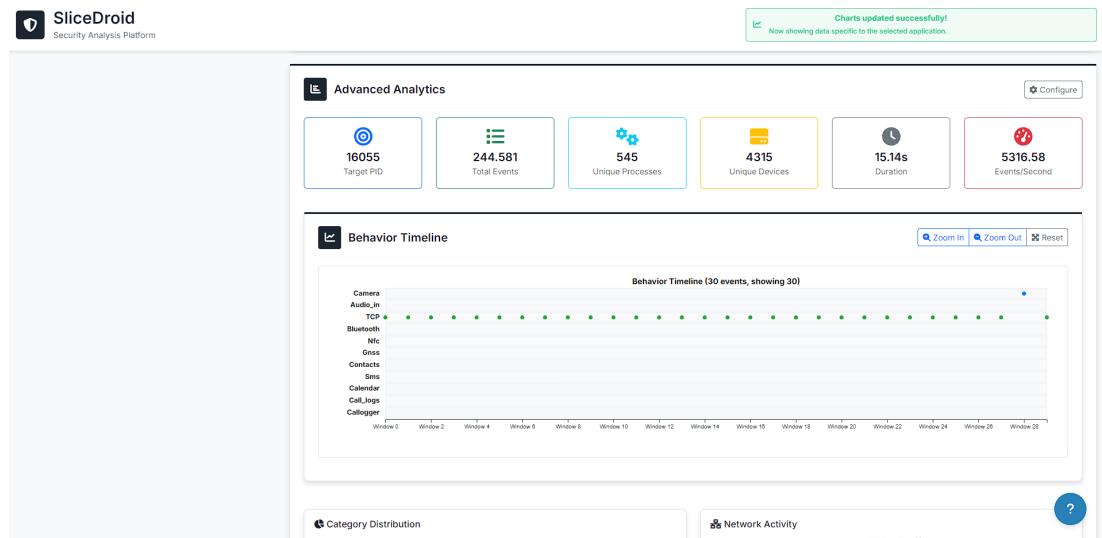 SliceDroid
Security Analysis Platform
Charts updated successfully!
Now showing data specific to the selected application.
Advanced Analytics
Configure
16055
Target PID
244.581
Total Events
545
Unique Processes
4315
Unique Devices
15.14s
Duration
5316.58
Events/Second
Behavior Timeline
Zoom In
Zoom Out
Reset
Behavior Timeline (30 events, showing 30)
Camera
Audio_in
TCP
Bluetooth
Nfc
Gnss
Contacts
Sms
Calendar
Call_logs
Callogger
Window 0
Window 2
Window 4
Window 6
Window 8
Window 10
Window 12
Window 14
Window 16
Window 18
Window 20
Window 22
Window 24
Window 26
Window 28
Category Distribution
Network Activity
?